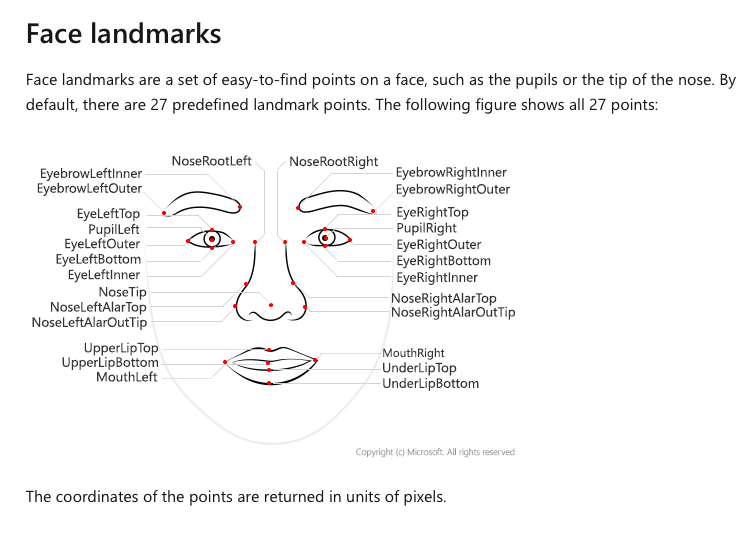 Face landmarks
Face landmarks are a set of easy-to-find points on a face, such as the pupils or the tip of the nose. By
default, there are 27 predefined landmark points. The following figure shows all 27 points:
NoseRootLeft
NoseRootRight
EyebrowLeftInner
EyebrowLeftOuter
EyeLeftTop
PupilLeft
EyeLeftOuter
EyeLeftBottom
EyeLeftInner
NoseTip
NoseLeftAlarTop
NoseLeftAlarOutTip
UpperLipTop
UpperLipBottom
MouthLeft
EyebrowRightInner
EyebrowRightOuter
EyeRightTop
PupilRight
EyeRightOuter
EyeRightBottom
EyeRightInner
NoseRightAlarTop
NoseRightAlarOutTip
MouthRight
UnderLipTop
UnderLipBottom
Copyright (c) Microsoft. All rights reserved
The coordinates of the points are returned in units of pixels.